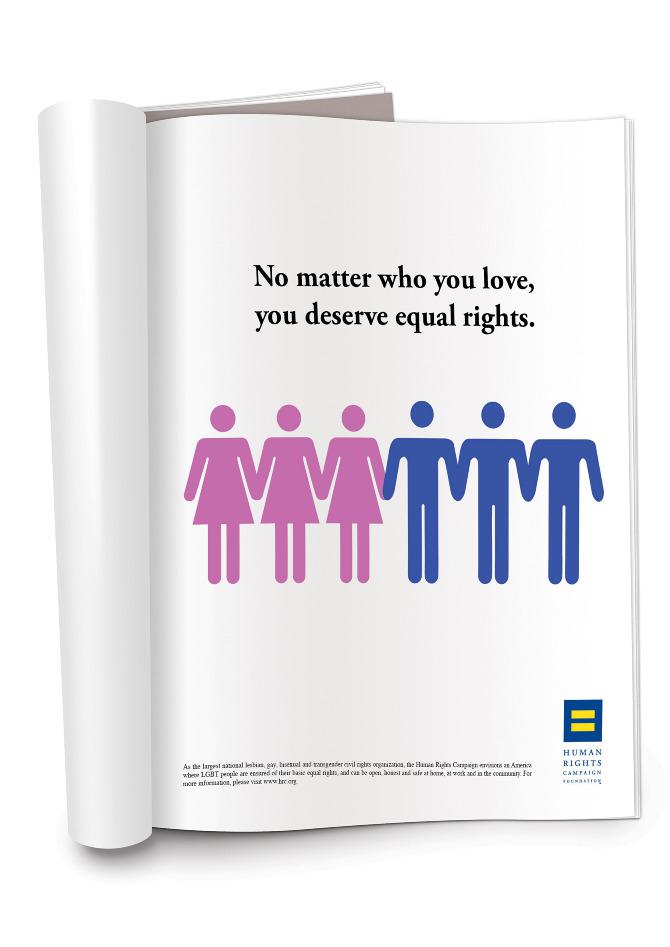 No matter who you love,
you deserve equal rights.
As the largest national lesbian, gay, bisexual and transgender civil rights organization, the Human Rights Campaign envisions an America
where LGBT people are ensured of their basic equal rights, and can be open, honest and safe at home, at work and in the community. For
more information, please visit www.hrc.org.
HUMAN
RIGHTS
CAMPAIGN
FOUNDATION